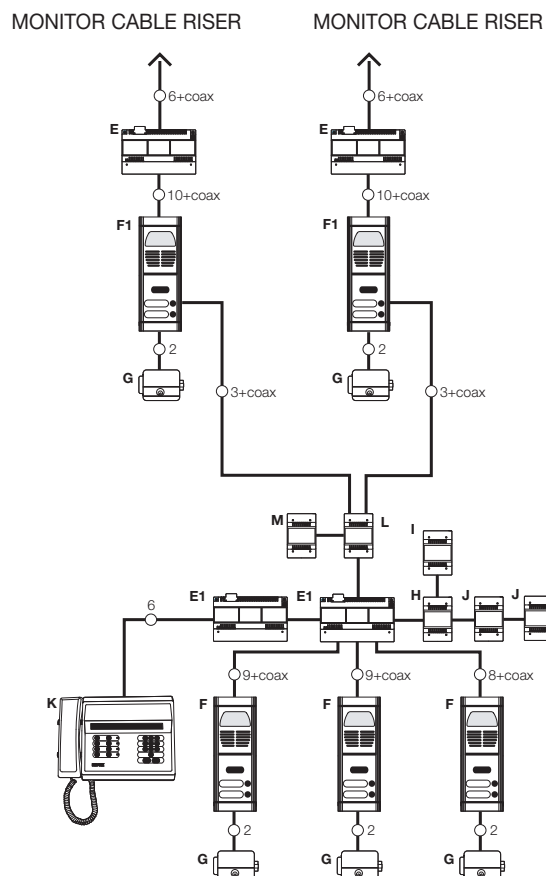 MONITOR CABLE RISER MONITOR CABLE RISER
6+coax 6+coax
E E
10+coax 10+coax
F1 F1
2 2
G G
3+coax 3+coax
M L I
E1 E1 H J J
6
9+coax 9+coax 8+coax
K F F F
2 2 2
G G G